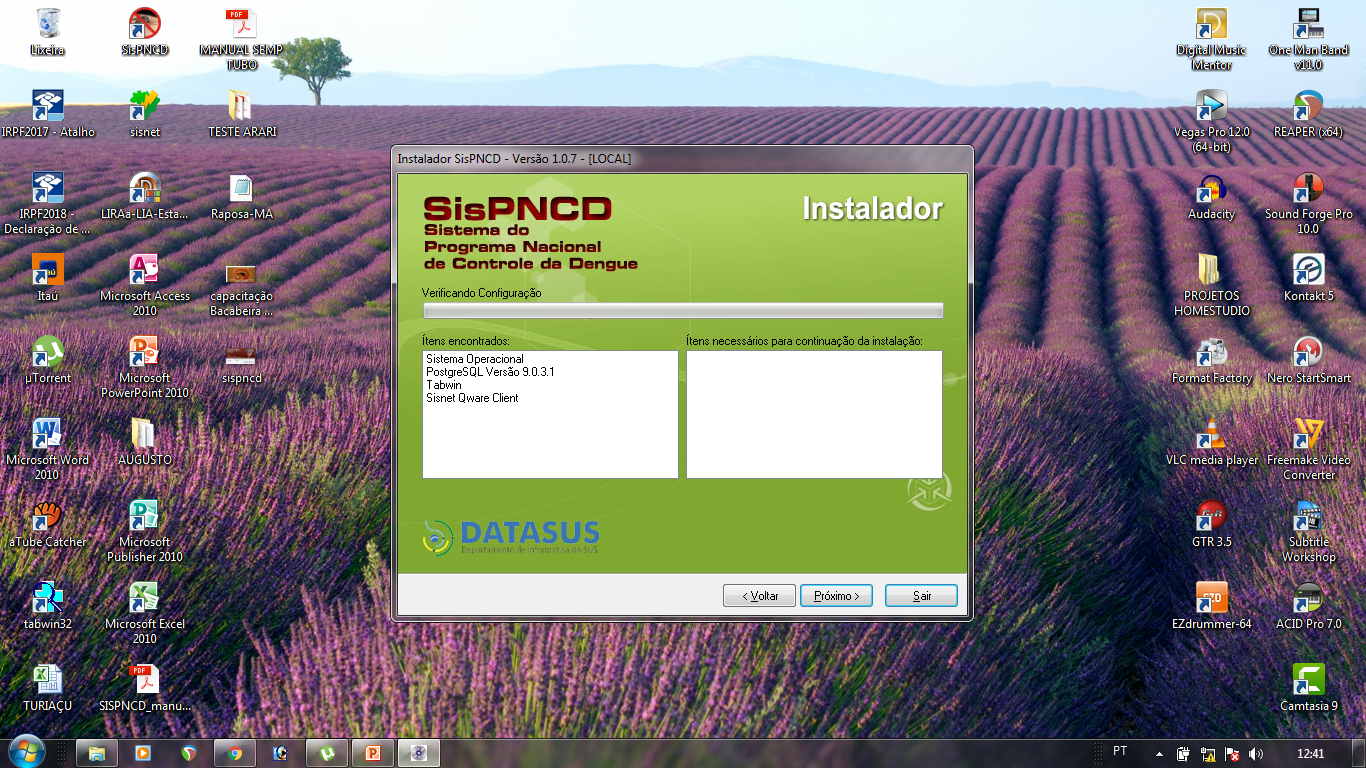 Lixeira
SisPNCD
MANUAL SEMP
TUBO
Digital Music
Mentor
One Man Band
v11.0
IRPF2017 - Atalho
sisnet
TESTE ARARI
Vegas Pro 12.0
(64-bit)
REAPER (x64)
IRPF2018 -
Declaração de ...
LIRAa-LIA-Esta...
Raposa-MA
Audacity
Sound Forge Pro
10.0
Itaú
Microsoft Access
2010
capacitação
Bacabeira ...
PROJETOS
HOMESTUDIO
Kontakt 5
µTorrent
Microsoft
PowerPoint 2010
sispncd
Format Factory
Nero StartSmart
Microsoft Word
2010
AUGUSTO
VLC media player
Freemake Video
Converter
aTube Catcher
Microsoft
Publisher 2010
GTR 3.5
Subtitle
Workshop
tabwin32
Microsoft Excel
2010
EZdrummer-64
ACID Pro 7.0
TURIAÇU
SISPNCD_manu...
Camtasia 9
Instalador SisPNCD - Versão 1.0.7 - [LOCAL]
SisPNCD
Sistema do
Programa Nacional
de Controle da Dengue
Instalador
Verificando Configuração
Ítens encontrados:
Ítens necessários para continuação da instalação:
Sistema Operacional
PostgreSQL Versão 9.0.3.1
Tabwin
Sisnet Qware Client
DATASUS
Departamento de Informática do SUS
< Voltar
Próximo >
Sair
PT
12:41